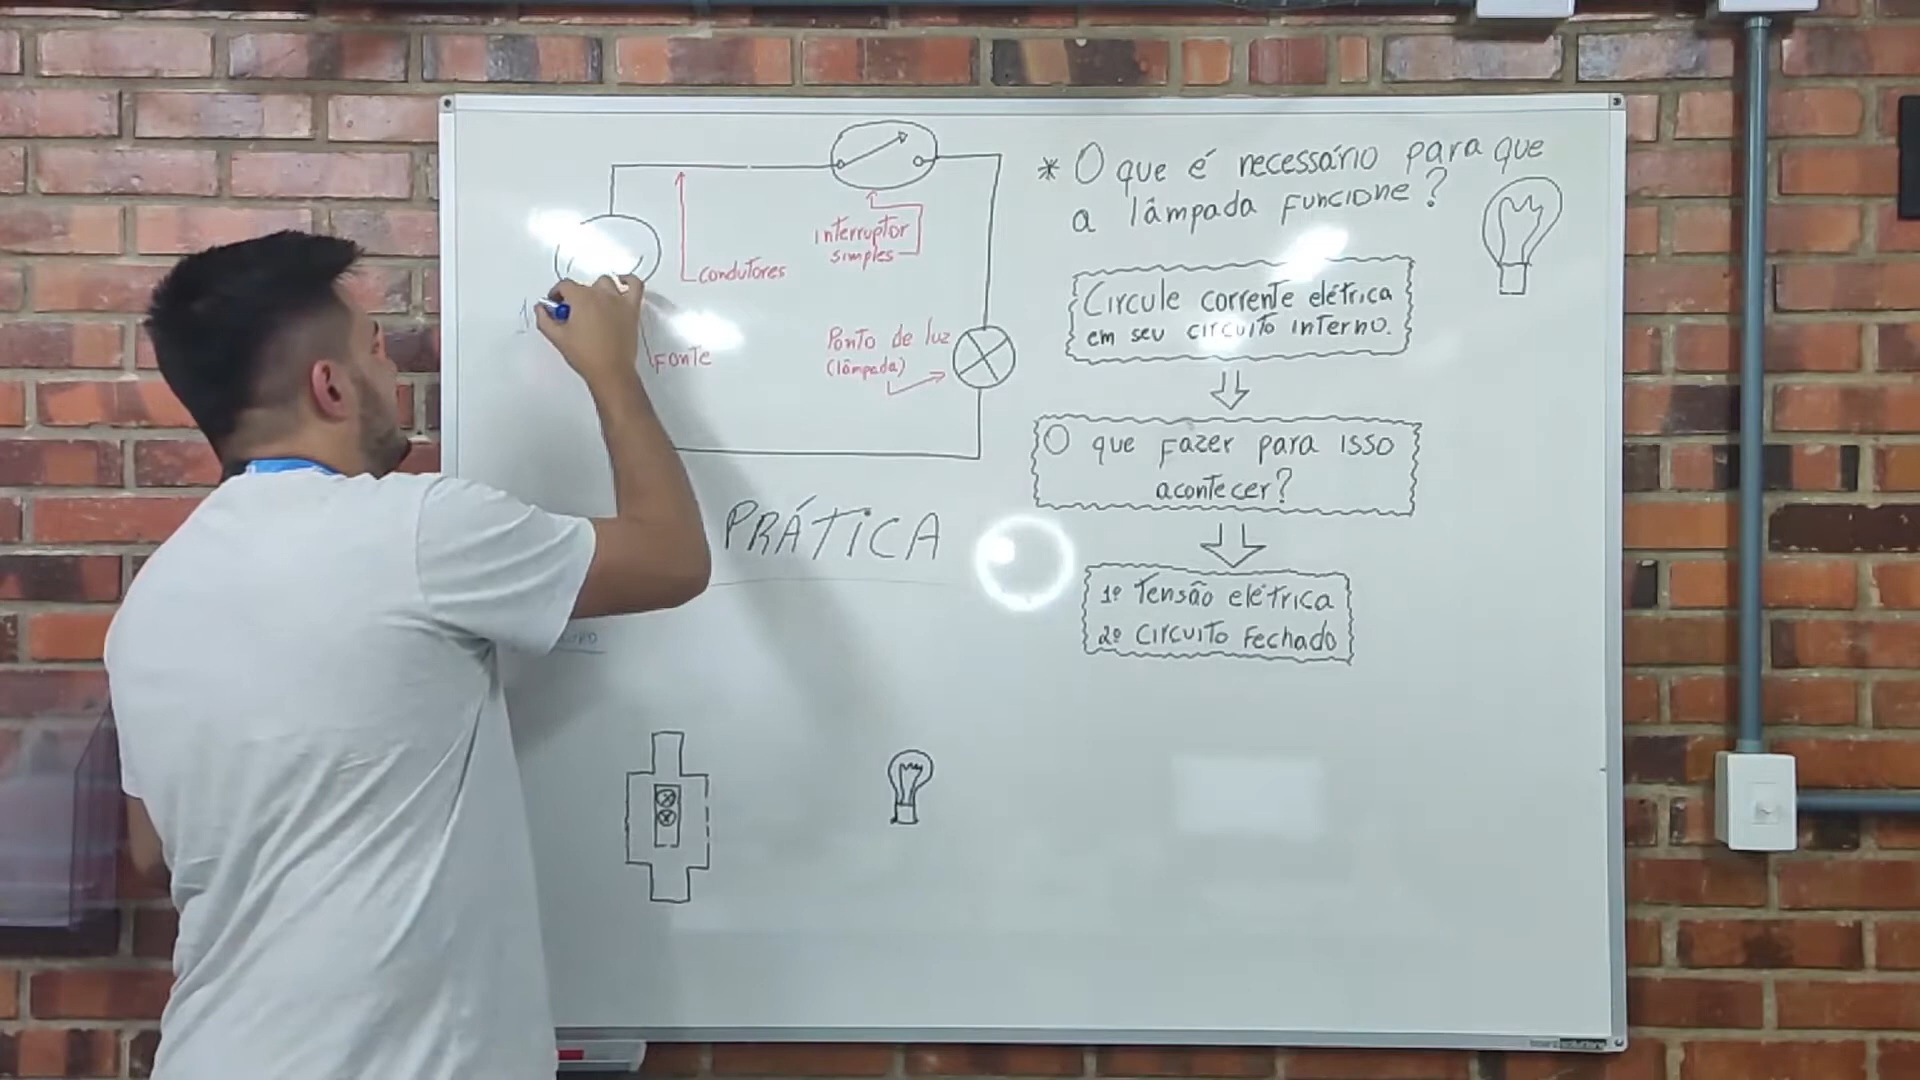 * O que é necessário para que
a lâmpada funcione?
Circule corrente elétrica
em seu circuito interno.
O que fazer para isso
acontecer?
1º Tensão elétrica
2º Circuito Fechado
condutores
interruptor
simples
Fonte
Ponto de luz
(lâmpada)
1
PRÁTICA